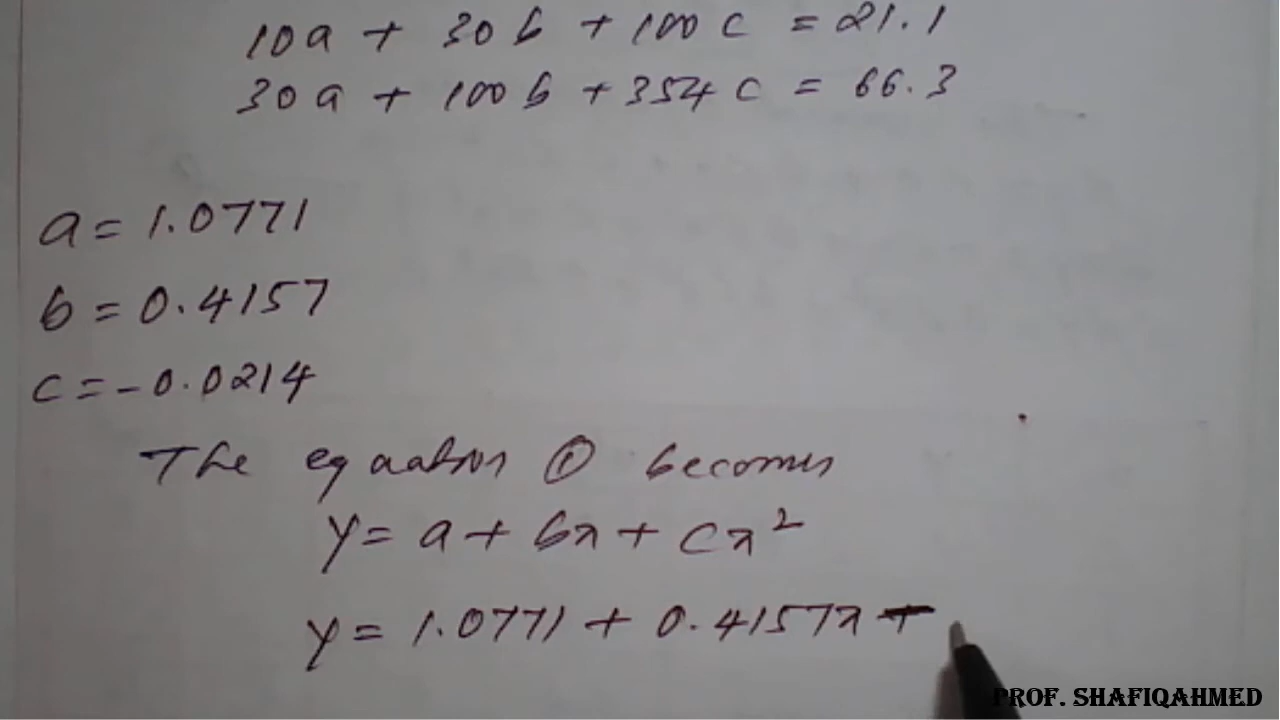 10a + 30b + 100c = 21.1
30a + 100b + 354c = 66.3
a = 1.0771
b = 0.4157
c = -0.0214
The equation ① becomes
y = a + bx + cx²
y = 1.0771 + 0.4157x -
PROF. SHAFIQAHMED